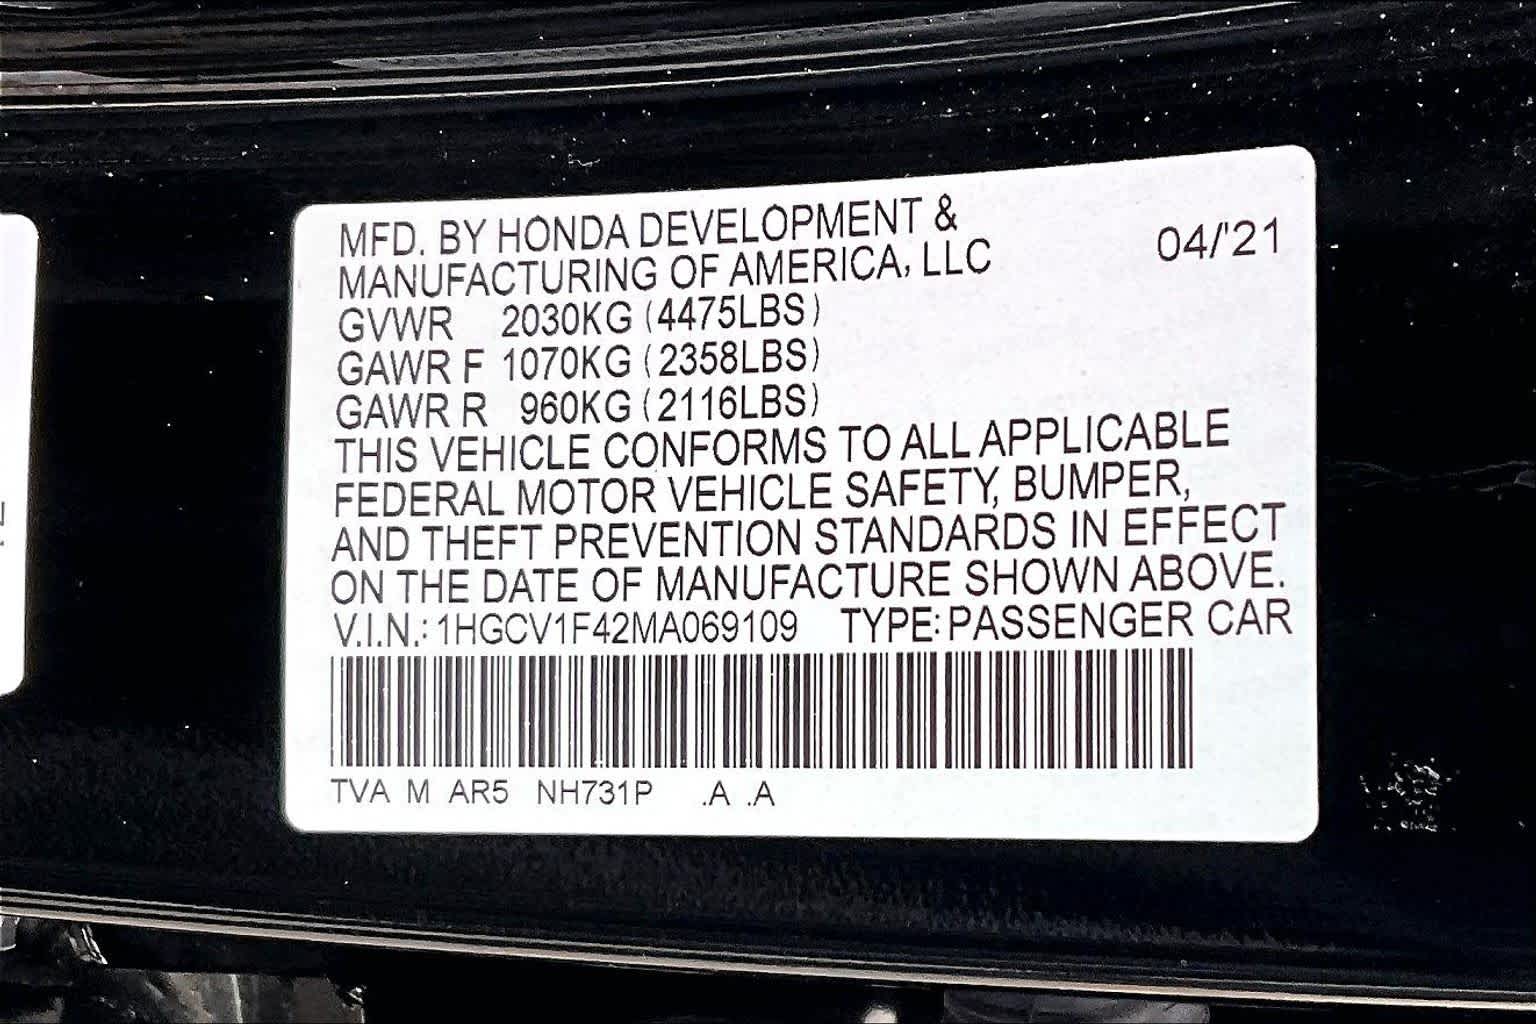 MFD. BY HONDA DEVELOPMENT &
MANUFACTURING OF AMERICA, LLC
04/'21
GVWR 2030KG (4475LBS)
GAWR F 1070KG (2358LBS)
GAWR R 960KG (2116LBS)
THIS VEHICLE CONFORMS TO ALL APPLICABLE
FEDERAL MOTOR VEHICLE SAFETY, BUMPER,
AND THEFT PREVENTION STANDARDS IN EFFECT
ON THE DATE OF MANUFACTURE SHOWN ABOVE.
V.I.N.: 1HGCV1F42MA069109 TYPE: PASSENGER CAR
TVA M AR5 NH731P .A .A